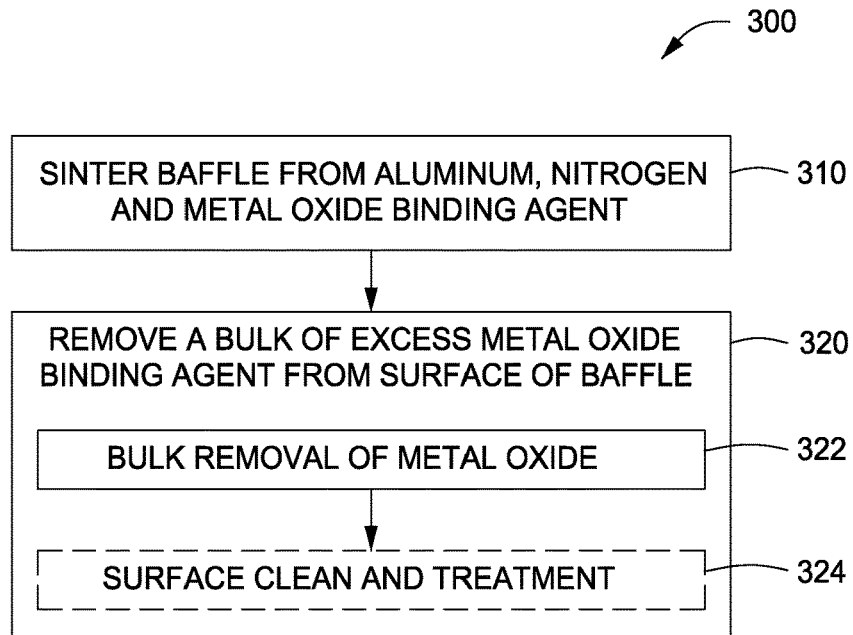 300
SINTER BAFFLE FROM ALUMINUM, NITROGEN
AND METAL OXIDE BINDING AGENT
310
REMOVE A BULK OF EXCESS METAL OXIDE
BINDING AGENT FROM SURFACE OF BAFFLE
320
BULK REMOVAL OF METAL OXIDE
322
SURFACE CLEAN AND TREATMENT
324